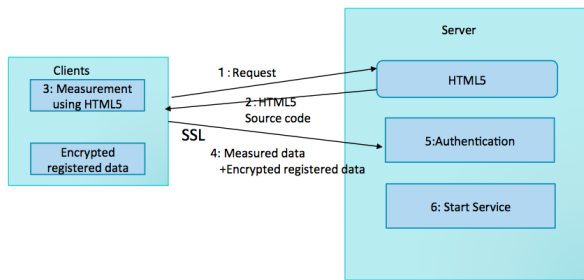 Server
Clients
3: Measurement
using HTML5
1 : Request
HTML5
2: HTML5
Source code
SSL
5:Authentication
Encrypted
registered data
4: Measured data
+Encrypted registered data
6: Start Service